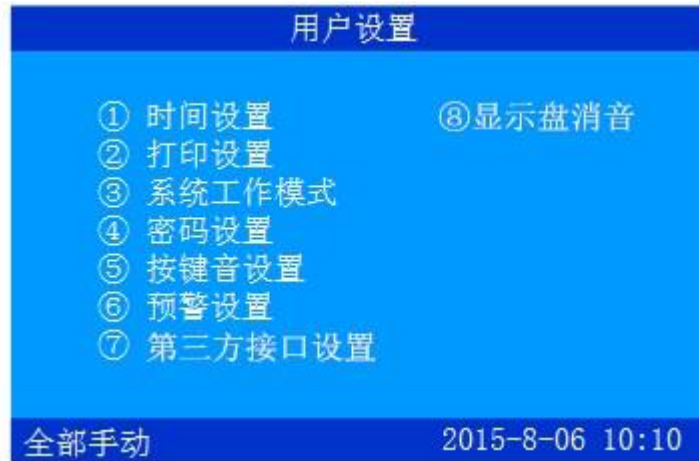 用户设置
① 时间设置
⑧显示盘消音
② 打印设置
③ 系统工作模式
④ 密码设置
⑤ 按键音设置
⑥ 预警设置
⑦ 第三方接口设置
全部手动
2015-8-06 10:10